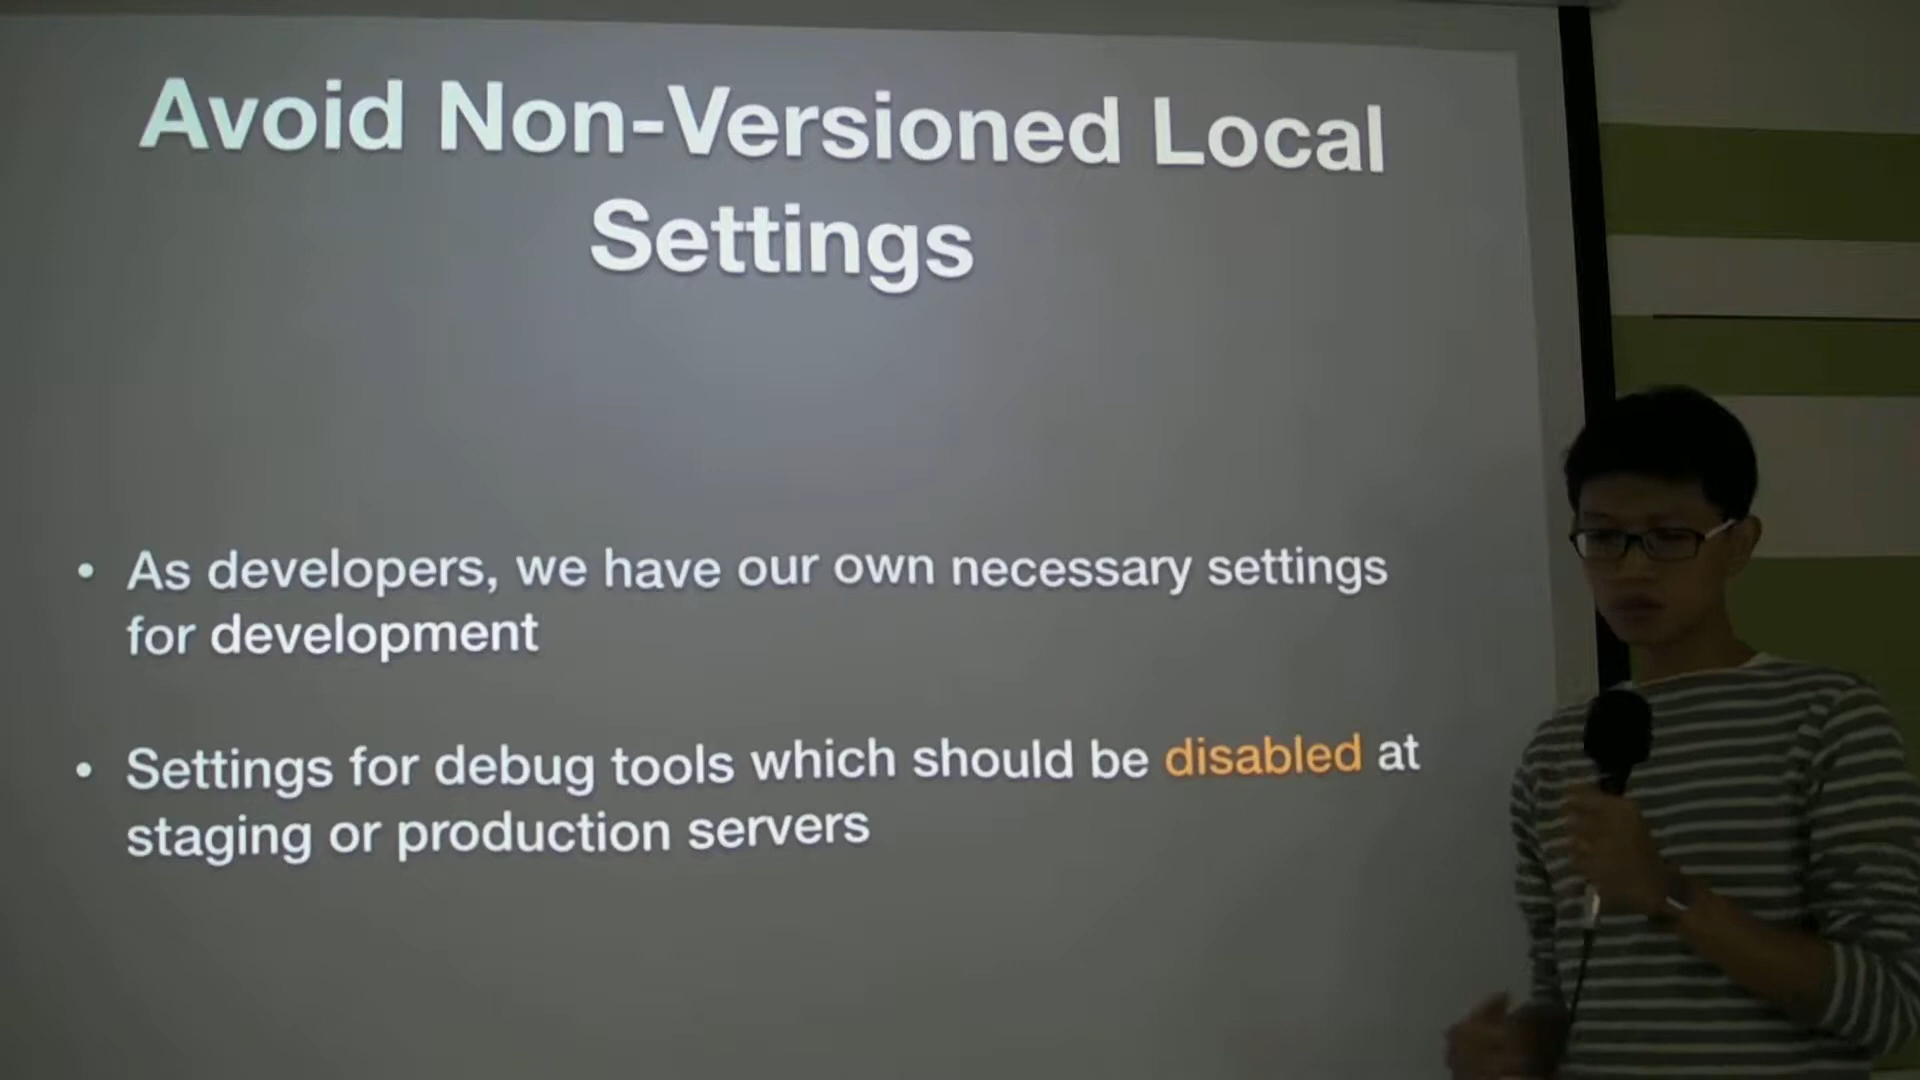 Avoid Non-Versioned Local
Settings
• As developers, we have our own necessary settings
for development
• Settings for debug tools which should be disabled at
staging or production servers